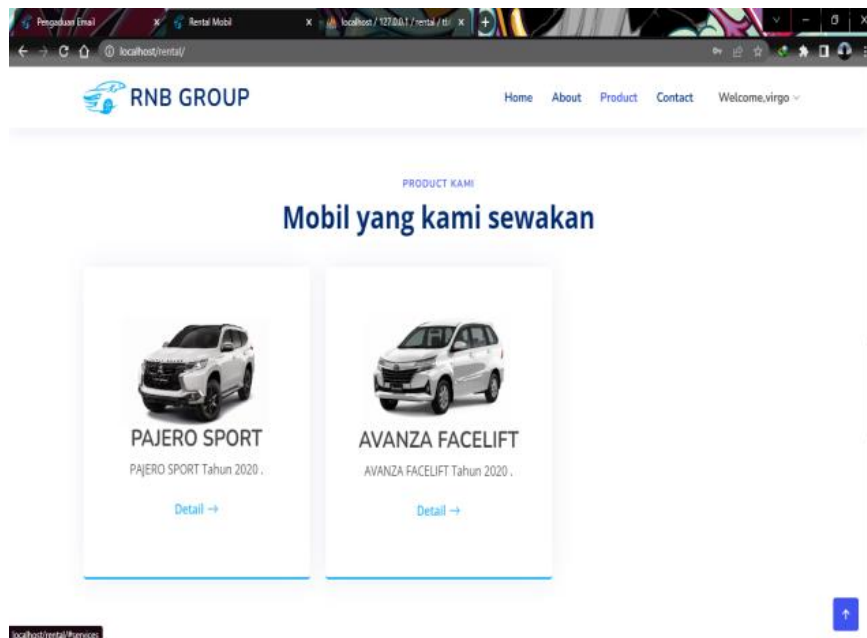 Pengaduan Email
Rental Mobil
localhost / 127.0.0.1 / rental /
localhost/rental/
RNB GROUP
Home About Product Contact Welcome,virgo
PRODUCT KAMI
Mobil yang kami sewakan
PAJERO SPORT
PAJERO SPORT Tahun 2020 .
Detail →
AVANZA FACELIFT
AVANZA FACELIFT Tahun 2020 .
Detail →
localhost/rental/#services